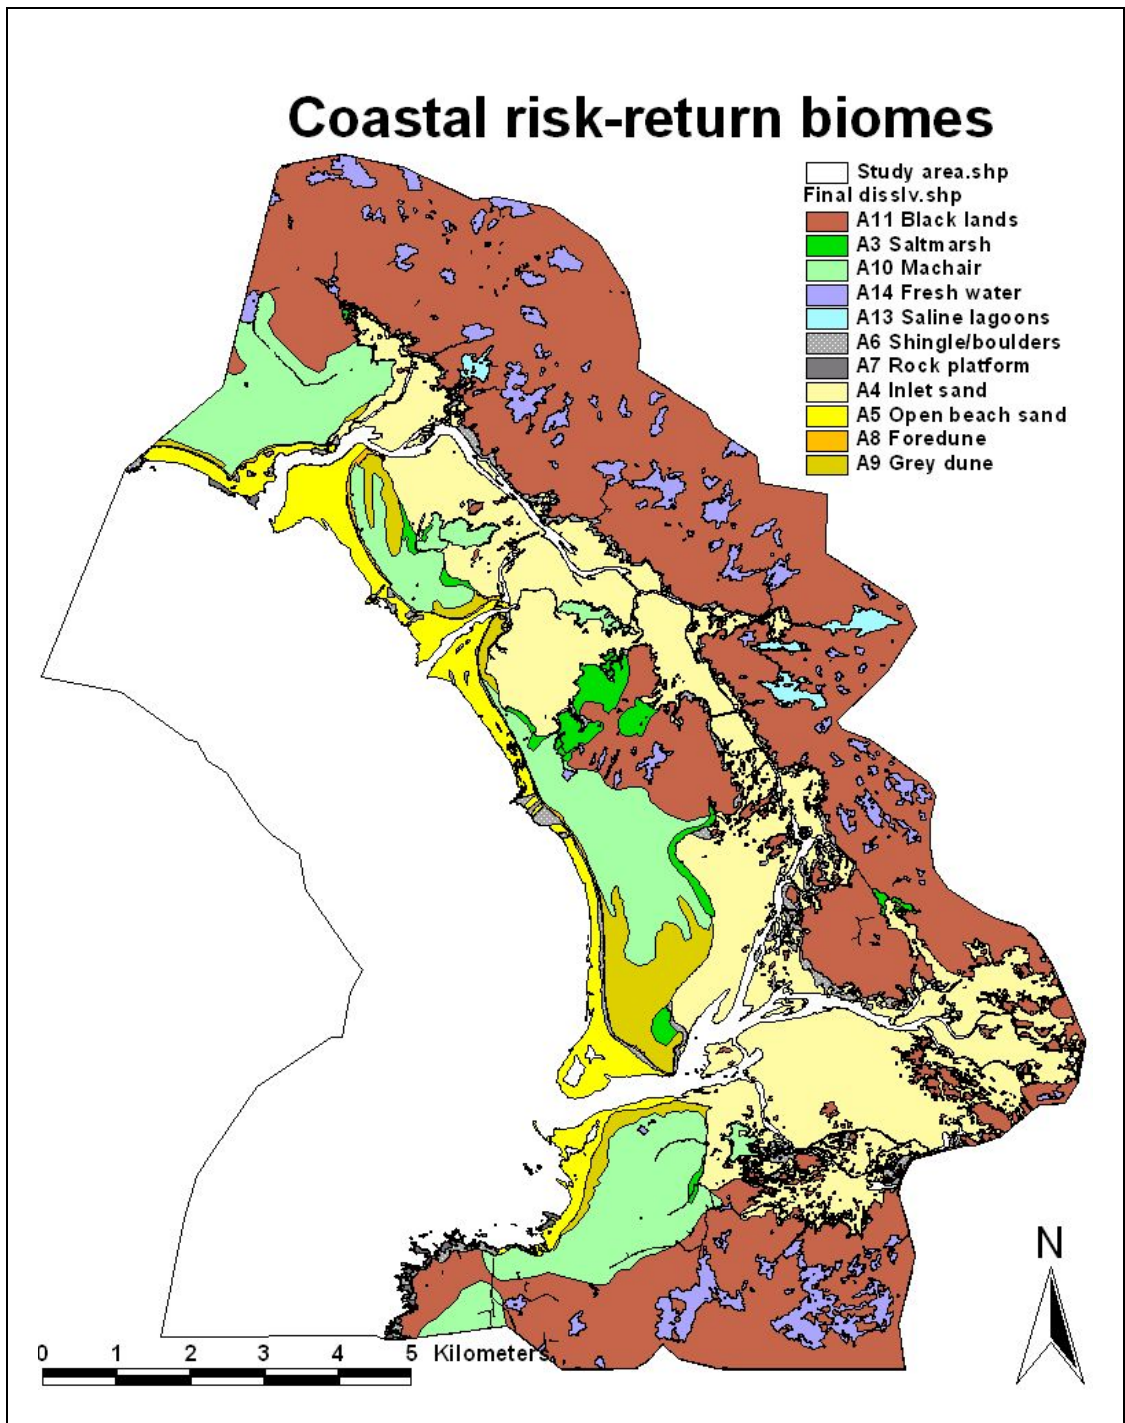 Coastal risk-return biomes
Study area.shp
Final disslv.shp
A11 Black lands
A3 Saltmarsh
A10 Machair
A14 Fresh water
A13 Saline lagoons
A6 Shingle/boulders
A7 Rock platform
A4 Inlet sand
A5 Open beach sand
A8 Foredune
A9 Grey dune
N
0 1 2 3 4 5 Kilometers